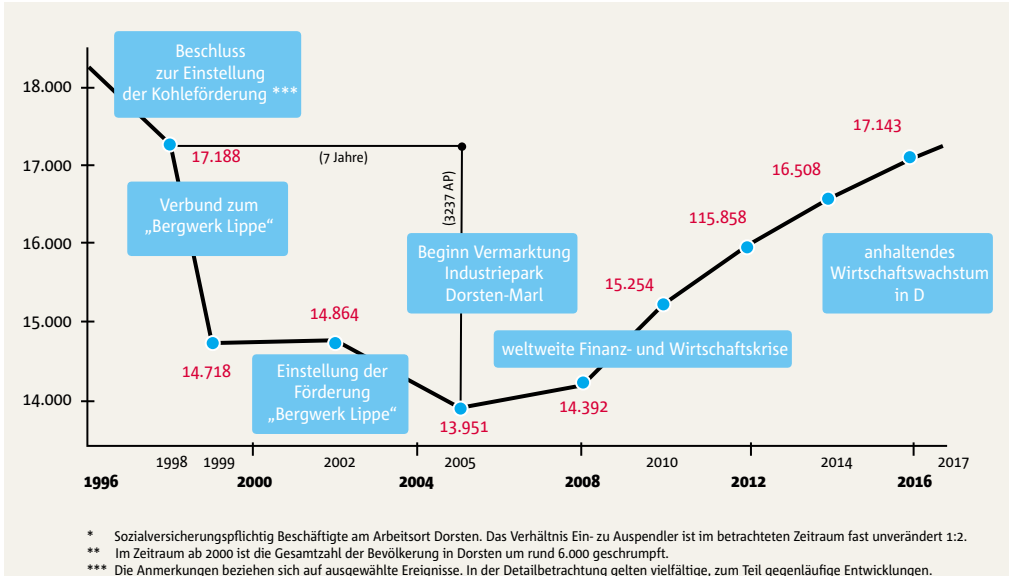 Beschluss
zur Einstellung
der Kohleförderung ***
18.000
17.188
(7 Jahre)
17.000
Verbund zum
„Bergwerk Lippe“
(3237 AP)
17.143
16.508
115.858
16.000
Beginn Vermarktung
Industriepark
Dorsten-Marl
anhaltendes
Wirtschaftswachstum
in D
15.254
15.000
14.864
14.718
weltweite Finanz- und Wirtschaftskrise
Einstellung der
Förderung
„Bergwerk Lippe“
14.000
13.951
14.392
1998 1999 2002 2005 2010 2014 2017
1996 2000 2004 2008 2012 2016
* Sozialversicherungspflichtig Beschäftigte am Arbeitsort Dorsten. Das Verhältnis Ein- zu Auspendler ist im betrachteten Zeitraum fast unverändert 1:2.
** Im Zeitraum ab 2000 ist die Gesamtzahl der Bevölkerung in Dorsten um rund 6.000 geschrumpft.
*** Die Anmerkungen beziehen sich auf ausgewählte Ereignisse. In der Detailbetrachtung gelten vielfältige, zum Teil gegenläufige Entwicklungen.